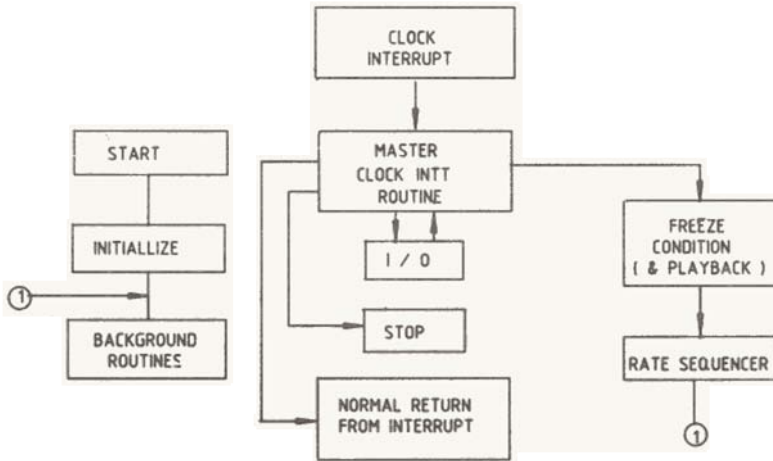 CLOCK
INTERRUPT
START
MASTER
CLOCK INTT
ROUTINE
INITIALLIZE
I / O
FREEZE
CONDITION
( & PLAYBACK )
1
BACKGROUND
ROUTINES
STOP
RATE SEQUENCER
NORMAL RETURN
FROM INTERRUPT
1